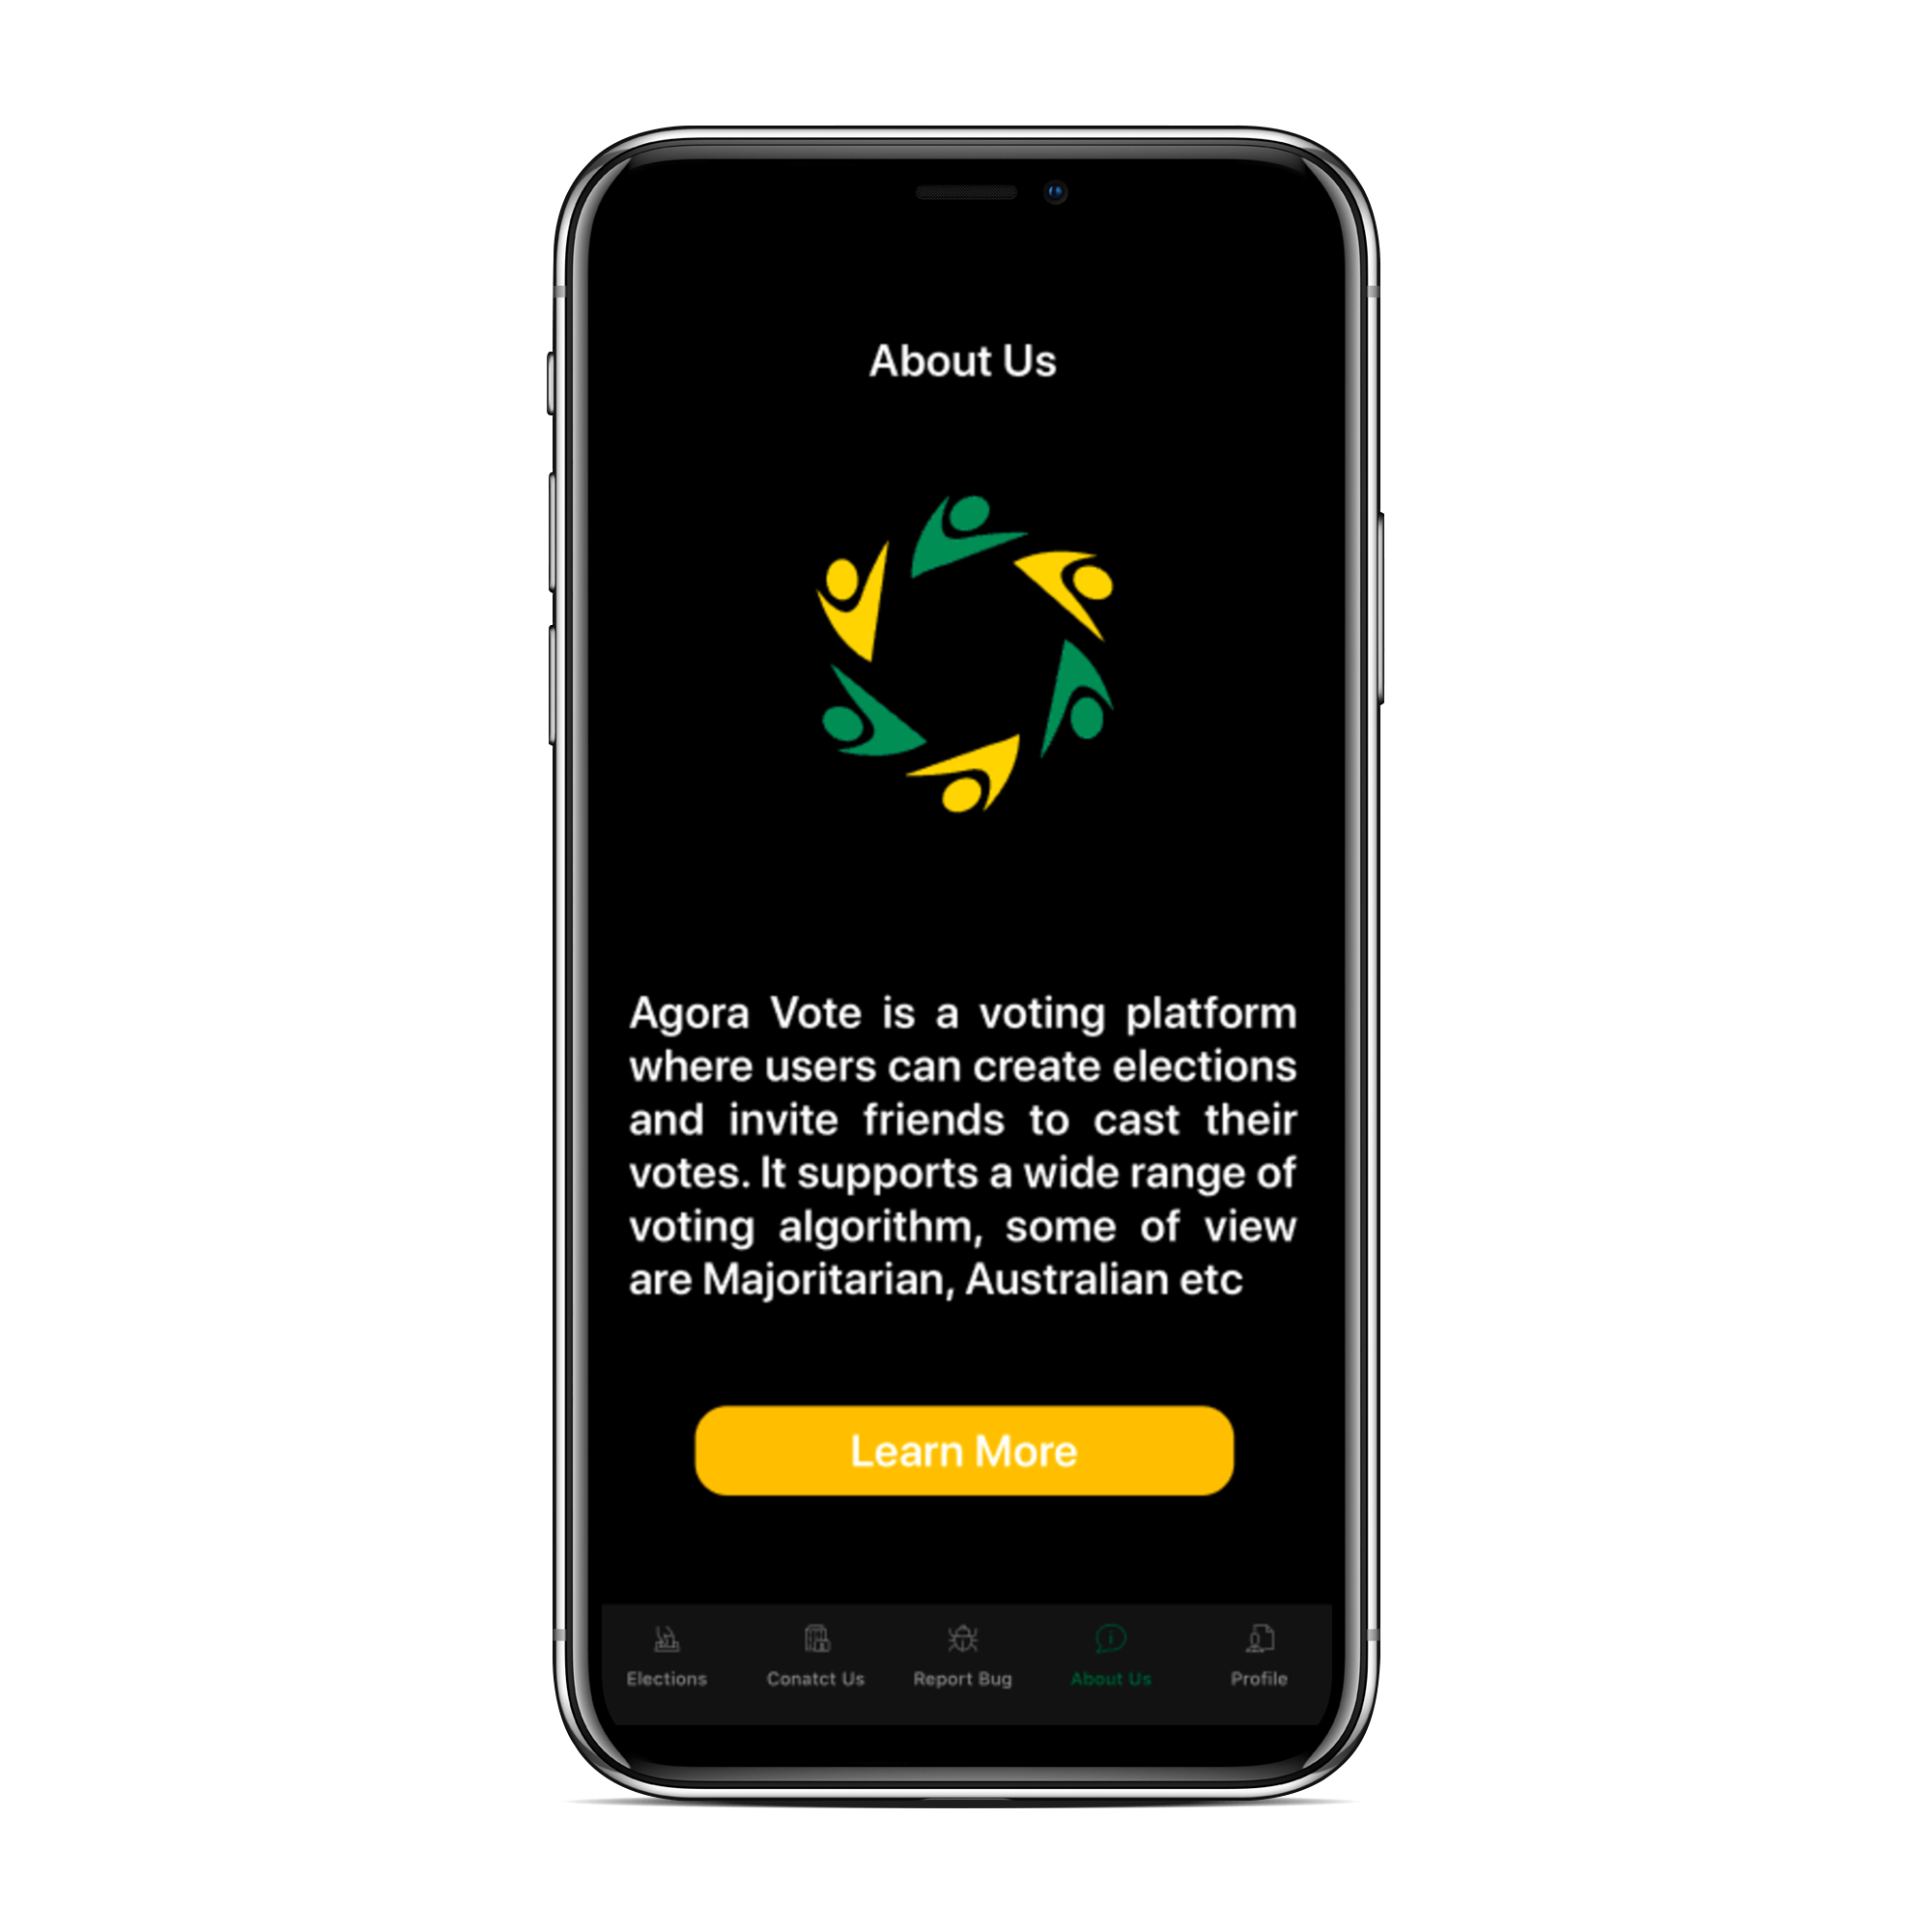 About Us
Agora Vote is a voting platform
where users can create elections
and invite friends to cast their
votes. It supports a wide range of
voting algorithm, some of view
are Majoritarian, Australian etc
Learn More
Elections
Conatct Us
Report Bug
About Us
Profile